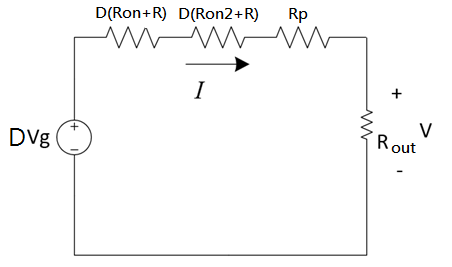 D(Ron+R) D(Ron2+R) Rp
I
+
DVg
+
−
Rout
V
-